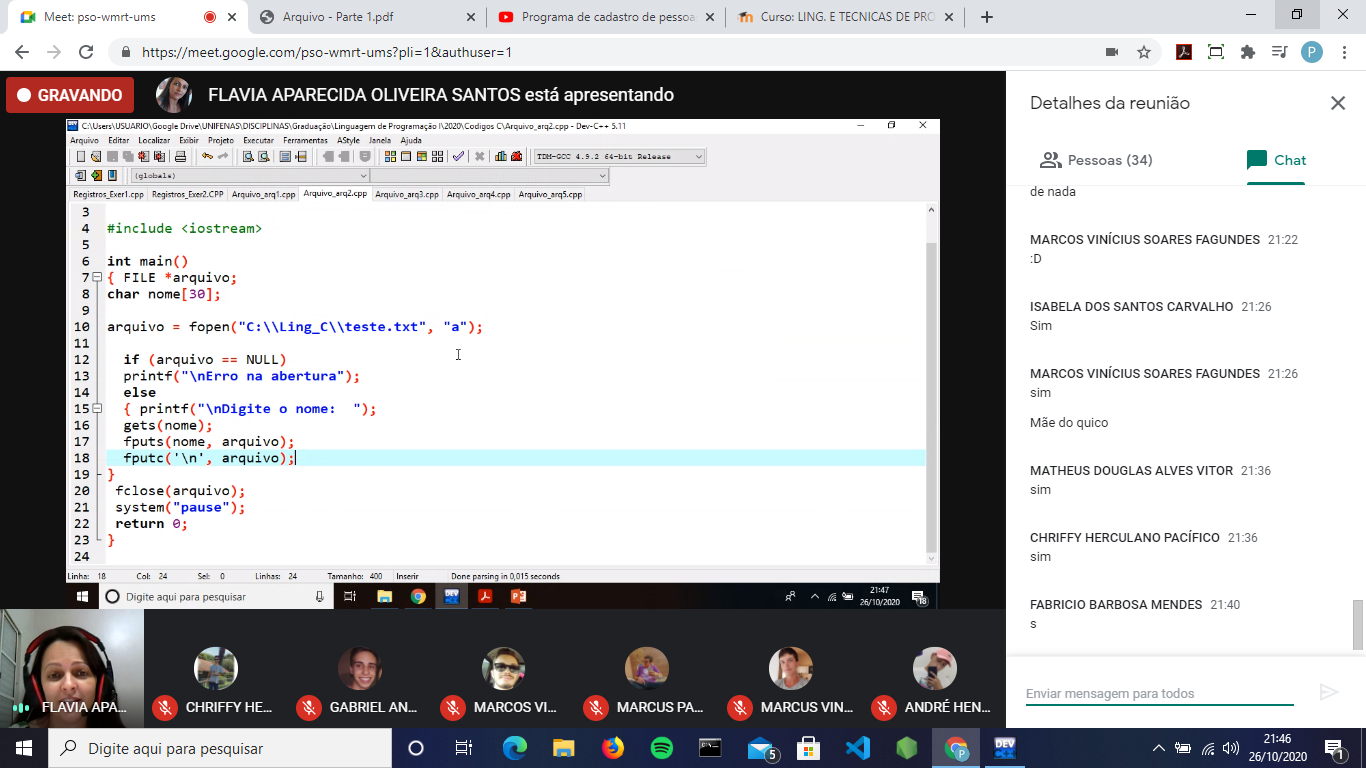 Meet: pso-wmrt-ums
Arquivo - Parte 1.pdf
Programa de cadastro de pessoa
Curso: LING. E TECNICAS DE PRO
https://meet.google.com/pso-wmrt-ums?pli=1&authuser=1
P
GRAVANDO
FLAVIA APARECIDA OLIVEIRA SANTOS está apresentando
C:\Users\USUARIO\Google Drive\UNIFENAS\DISCIPLINAS\Graduação\Linguagem de Programação I\2020\Codigos C\Arquivo_arq2.cpp - Dev-C++ 5.11
Arquivo Editar Localizar Exibir Projeto Executar Ferramentas AStyle Janela Ajuda
TDM-GCC 4.9.2 64-bit Release
(globals)
Registros_Exer1.cpp Registros_Exer2.CPP Arquivo_arq1.cpp Arquivo_arq2.cpp Arquivo_arq3.cpp Arquivo_arq4.cpp Arquivo_arq5.cpp
3
4 #include <iostream>
5
6 int main()
7 { FILE *arquivo;
8 char nome[30];
9
10 arquivo = fopen("C:\\Ling_C\\teste.txt", "a");
11
12 if (arquivo == NULL)
13 printf("\nErro na abertura");
14 else
15 { printf("\nDigite o nome:  ");
16 gets(nome);
17 fputs(nome, arquivo);
18 fputc('\n', arquivo);
19 }
20 fclose(arquivo);
21 system("pause");
22 return 0;
23 }
24
Linha: 18 Col: 24 Sel: 0 Linhas: 24 Tamanho: 400 Inserir Done parsing in 0,015 seconds
Digite aqui para pesquisar
DEV
21:47
26/10/2020
18
FLAVIA APA...
CHRIFFY HE...
GABRIEL AN...
MARCOS VI...
MARCUS PA...
MARCUS VIN...
ANDRÉ HEN...
Detalhes da reunião
Pessoas (34)
Chat
de nada
MARCOS VINÍCIUS SOARES FAGUNDES 21:22
:D
ISABELA DOS SANTOS CARVALHO 21:26
Sim
MARCOS VINÍCIUS SOARES FAGUNDES 21:26
sim
Mãe do quico
MATHEUS DOUGLAS ALVES VITOR 21:36
sim
CHRIFFY HERCULANO PACÍFICO 21:36
sim
FABRICIO BARBOSA MENDES 21:40
s
Enviar mensagem para todos
Digite aqui para pesquisar
5
P
DEV
21:46
26/10/2020
1